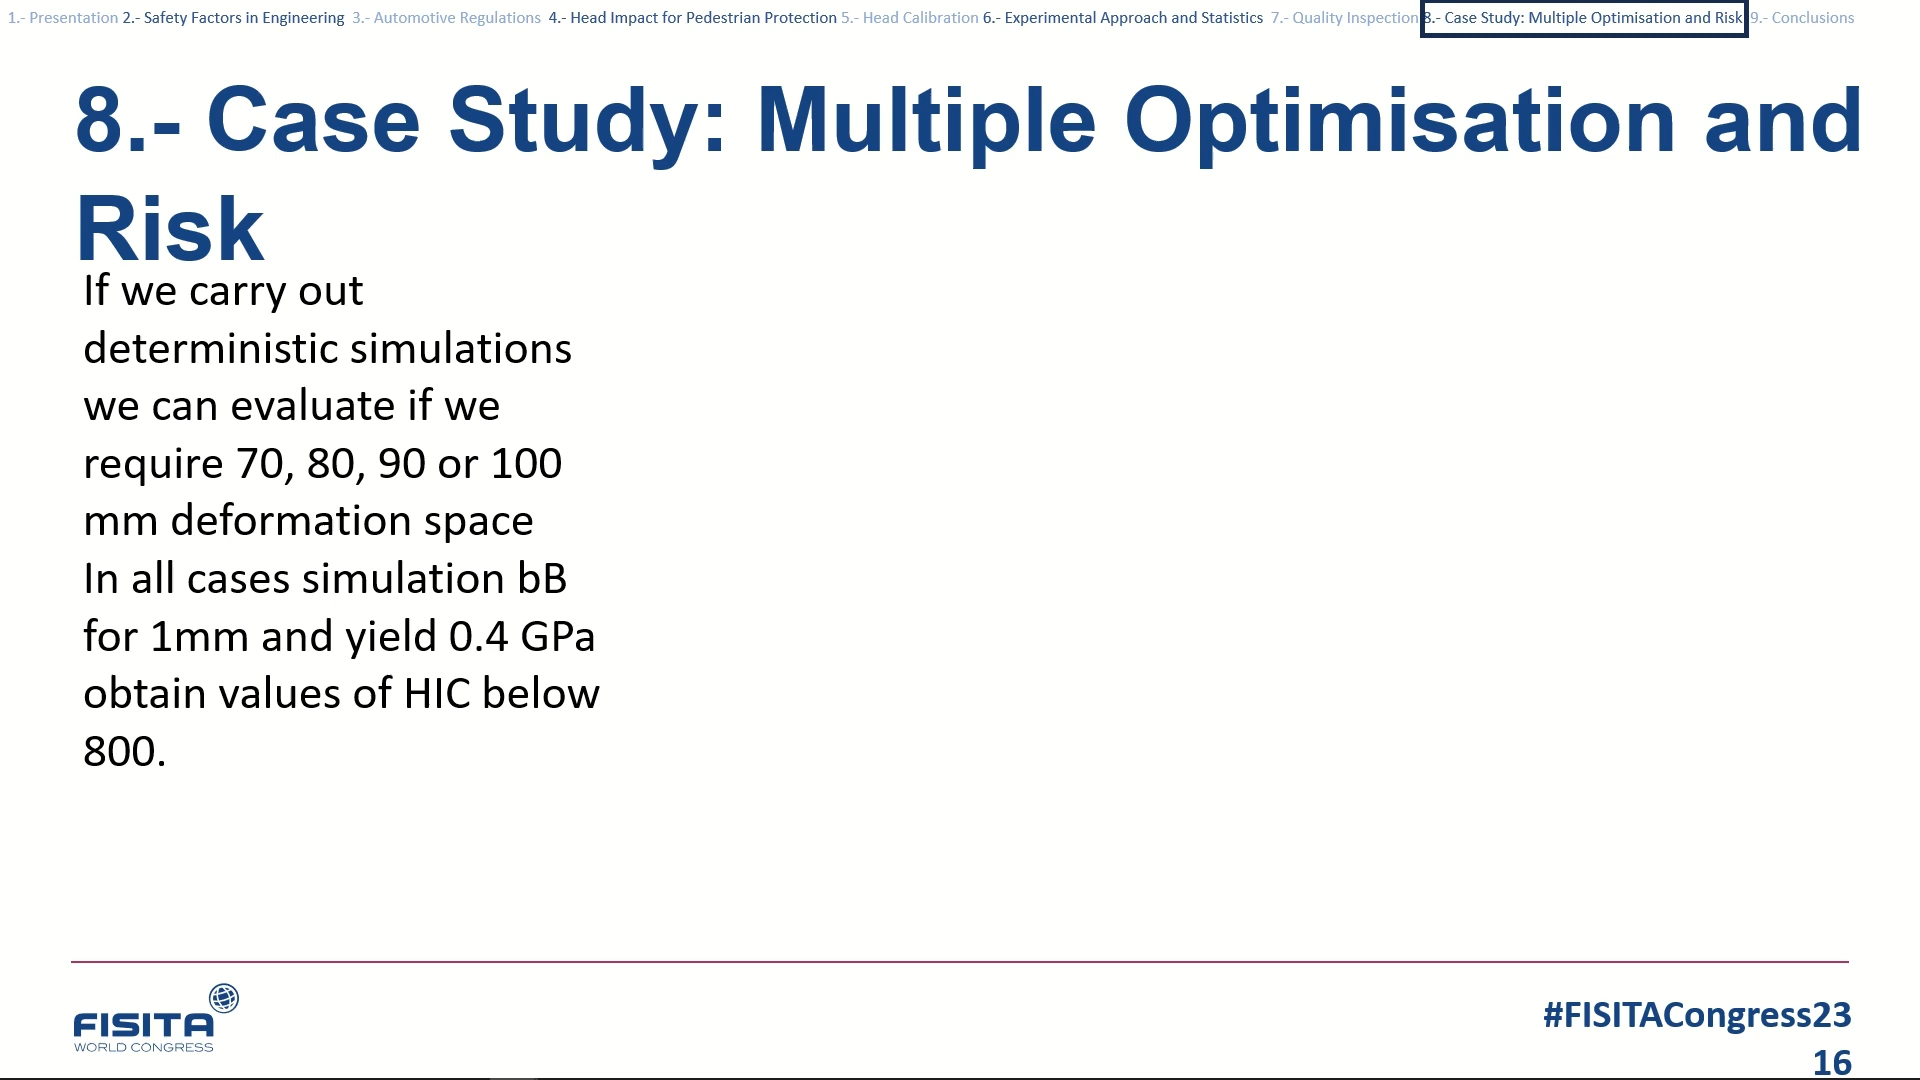 1.- Presentation 2.- Safety Factors in Engineering 3.- Automotive Regulations 4.- Head Impact for Pedestrian Protection 5.- Head Calibration 6.- Experimental Approach and Statistics 7.- Quality Inspection 8.- Case Study: Multiple Optimisation and Risk 9.- Conclusions
8.- Case Study: Multiple Optimisation and
Risk
If we carry out
deterministic simulations
we can evaluate if we
require 70, 80, 90 or 100
mm deformation space
In all cases simulation bB
for 1mm and yield 0.4 GPa
obtain values of HIC below
800.
FISITA
WORLD CONGRESS
#FISITACongress23
16